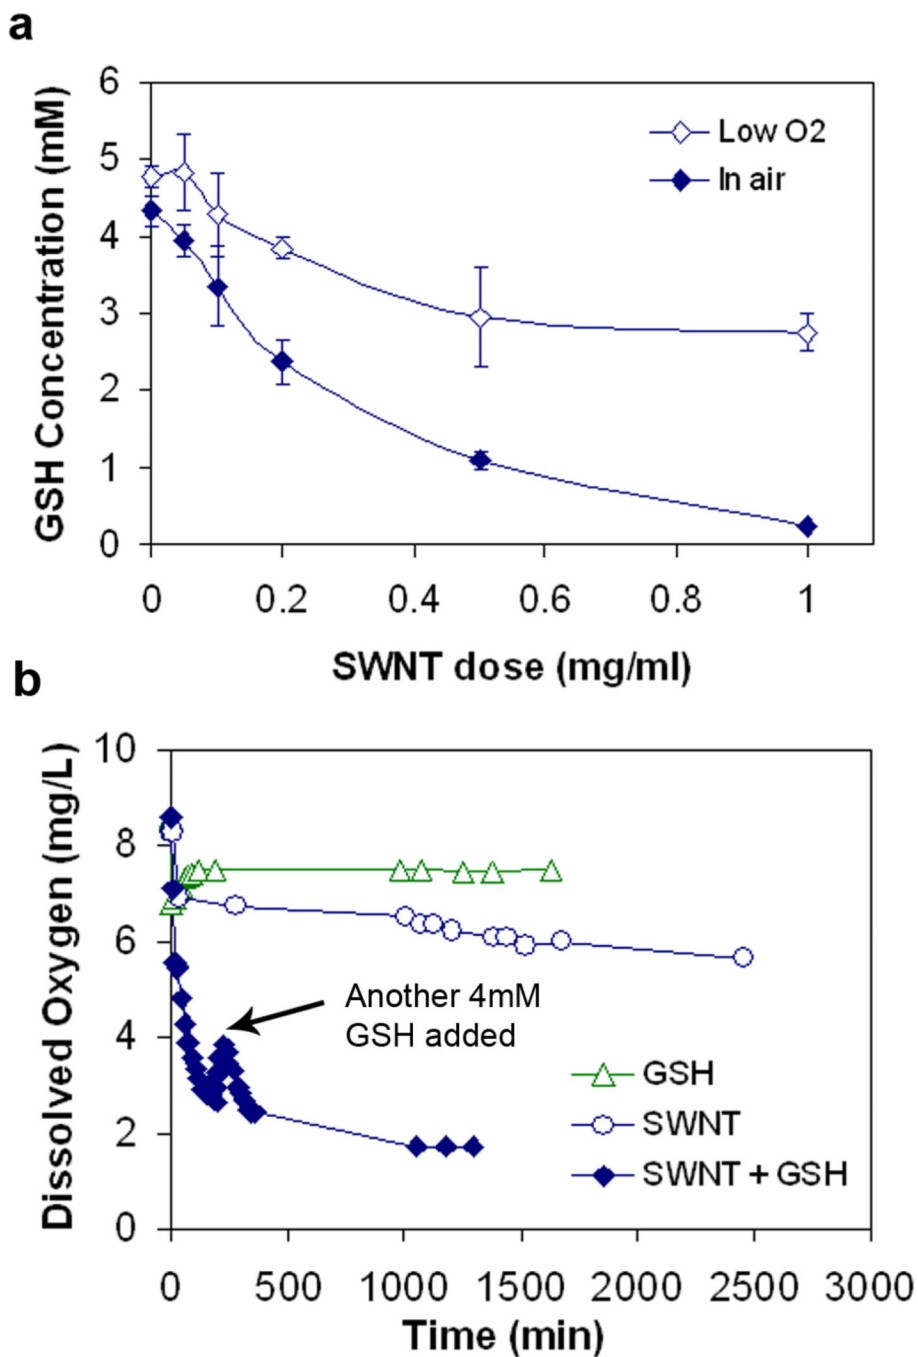 a
GSH Concentration (mM)
6
5
4
3
2
1
0
Low O2
In air
0 0.2 0.4 0.6 0.8 1
SWNT dose (mg/ml)
b
Dissolved Oxygen (mg/L)
10
8
6
4
2
0
Another 4mM
GSH added
GSH
SWNT
SWNT + GSH
0 500 1000 1500 2000 2500 3000
Time (min)